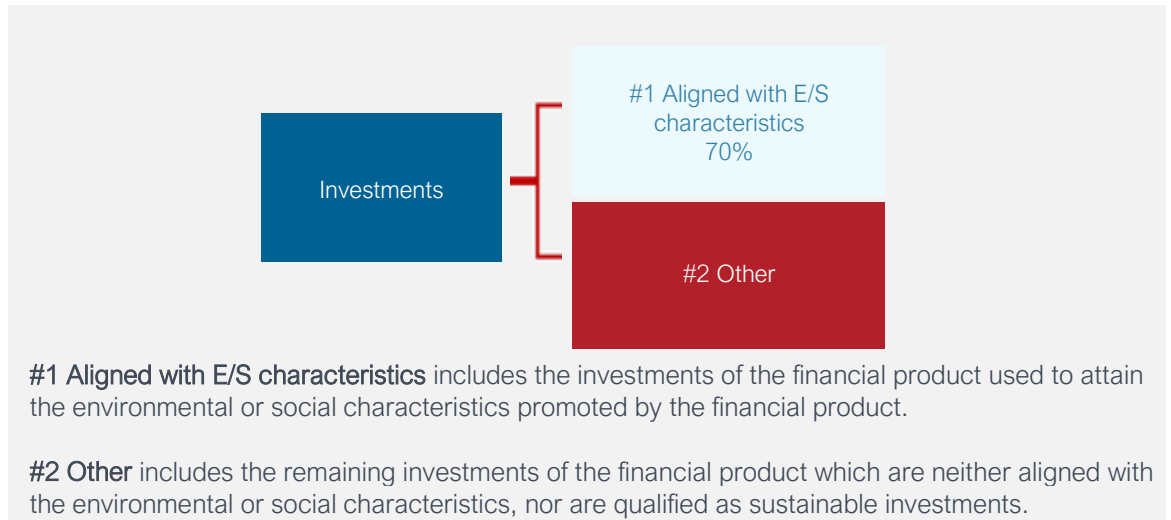 Investments
#1 Aligned with E/S
characteristics
70%
#2 Other
#1 Aligned with E/S characteristics includes the investments of the financial product used to attain
the environmental or social characteristics promoted by the financial product.
#2 Other includes the remaining investments of the financial product which are neither aligned with
the environmental or social characteristics, nor are qualified as sustainable investments.